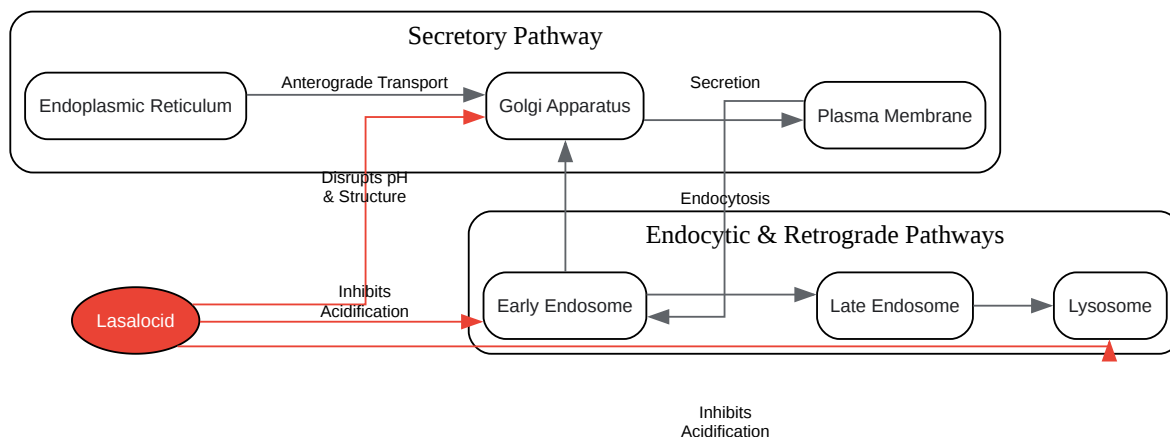 Secretory Pathway
Endoplasmic Reticulum
Anterograde Transport
Golgi Apparatus
Secretion
Plasma Membrane
Disrupts pH
& Structure
Endocytosis
Endocytic & Retrograde Pathways
Lasalocid
Inhibits
Acidification
Early Endosome
Late Endosome
Lysosome
Inhibits
Acidification